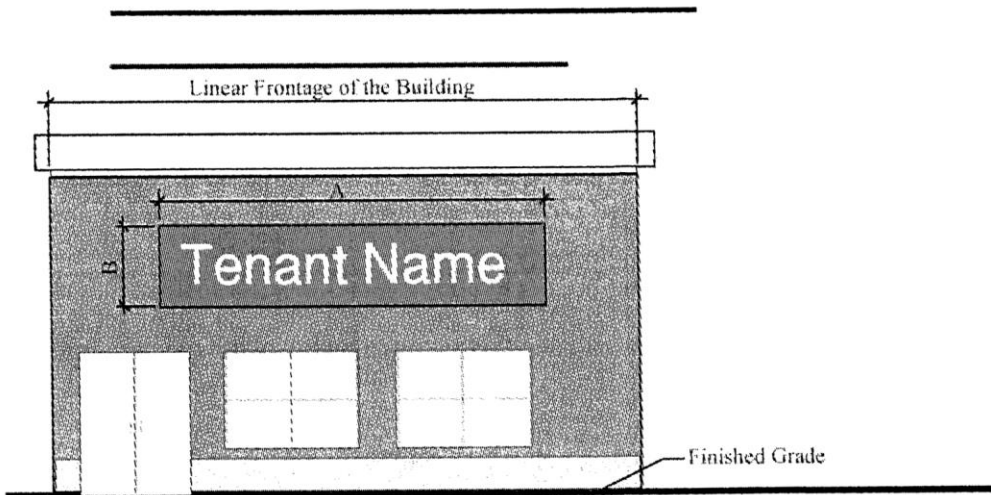 Linear Frontage of the Building
A
B
Tenant Name
Finished Grade